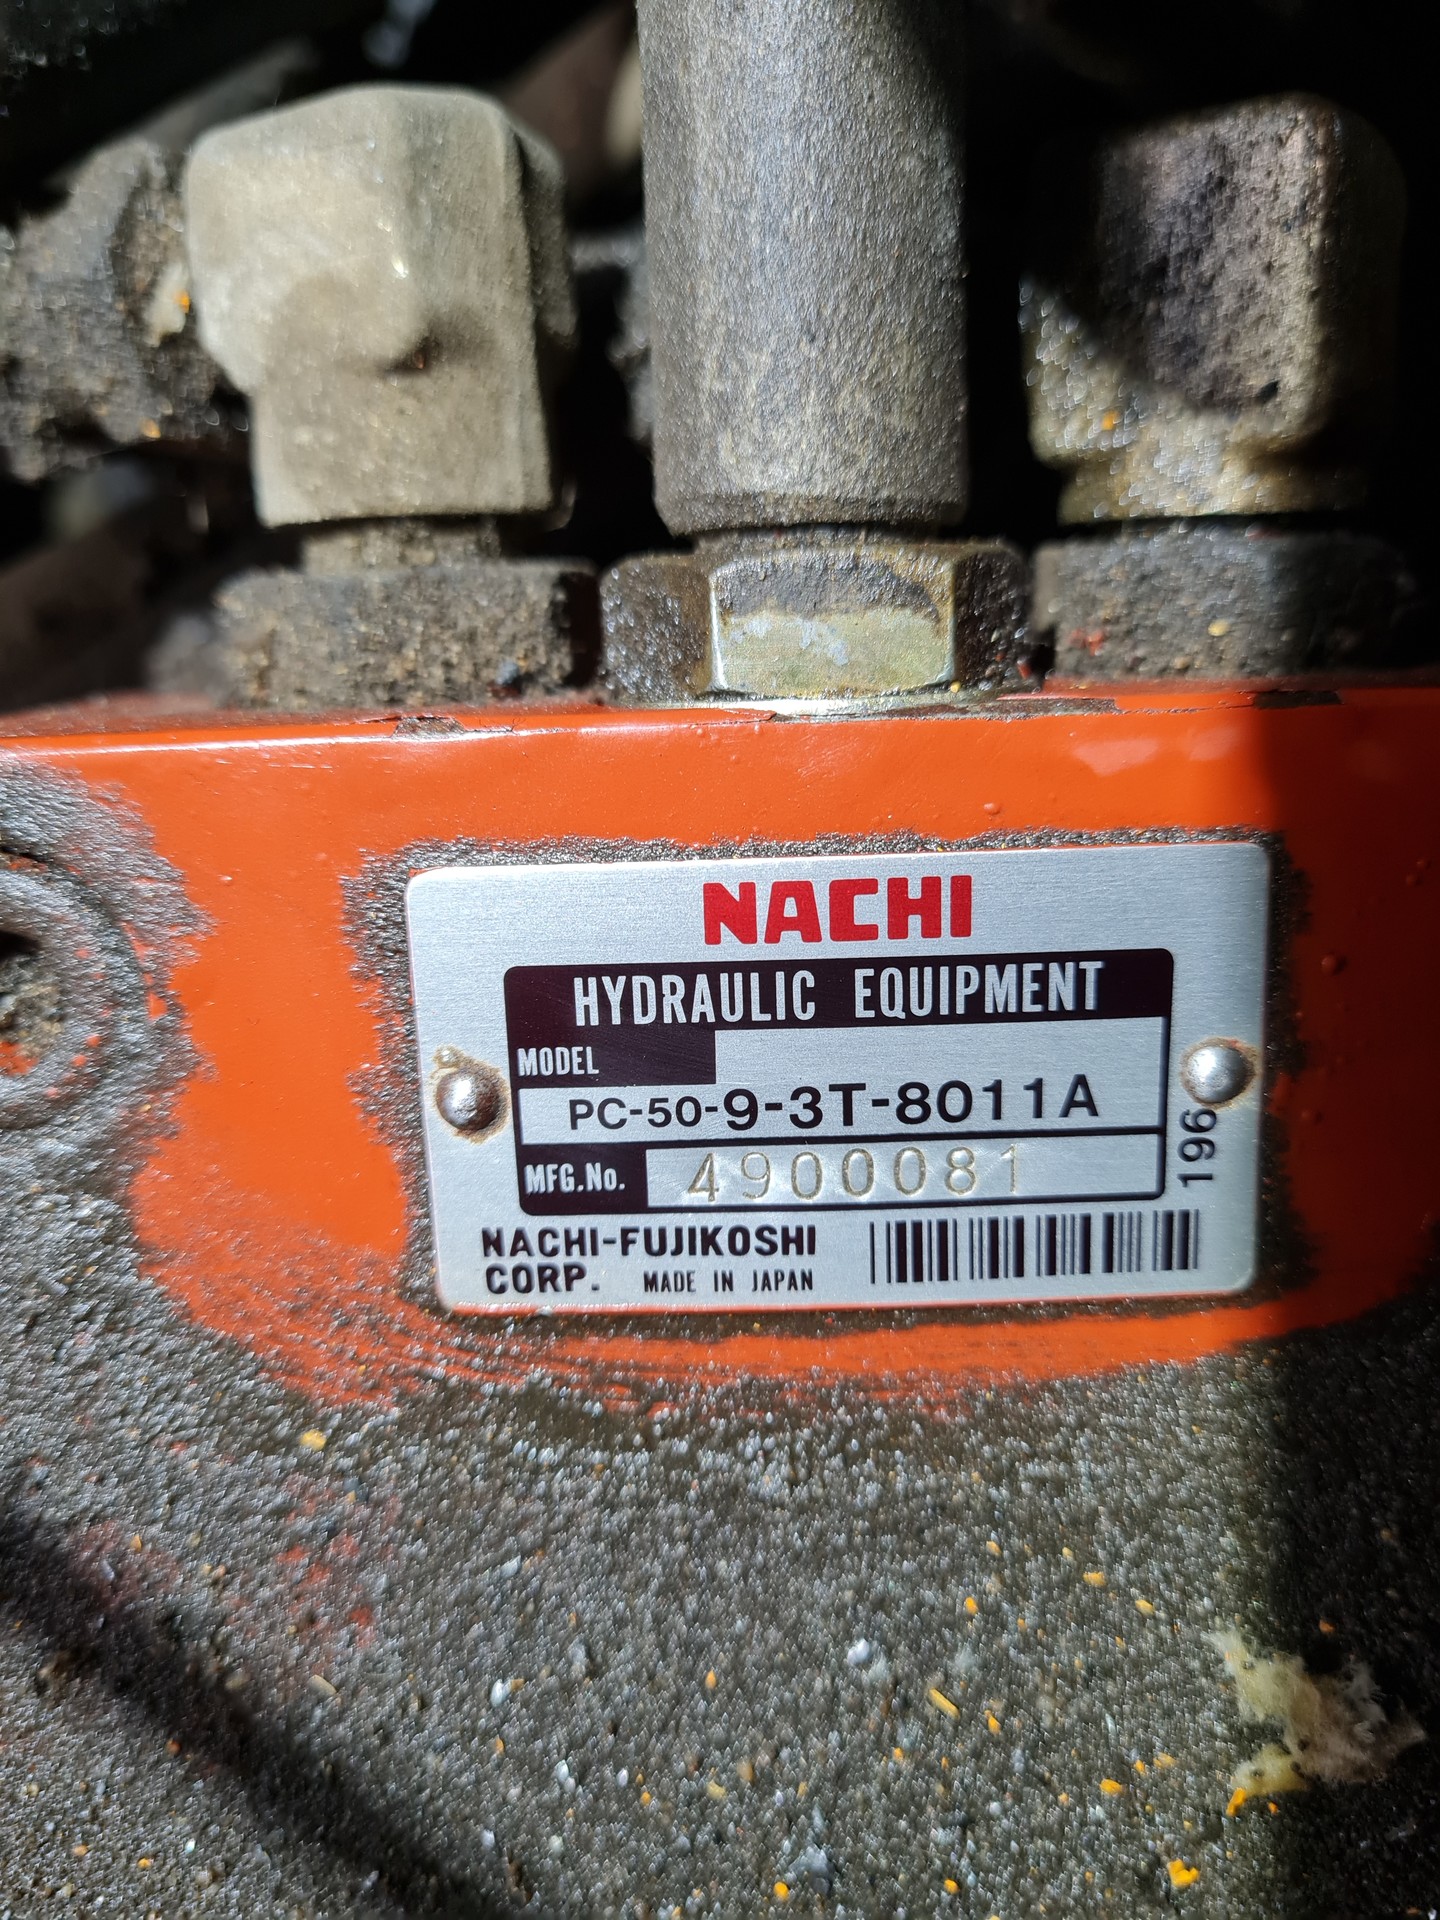 NACHI
HYDRAULIC EQUIPMENT
MODEL
PC-50-9-3T-8011A
MFG.No. 4900081
196
NACHI-FUJIKOSHI
CORP. MADE IN JAPAN